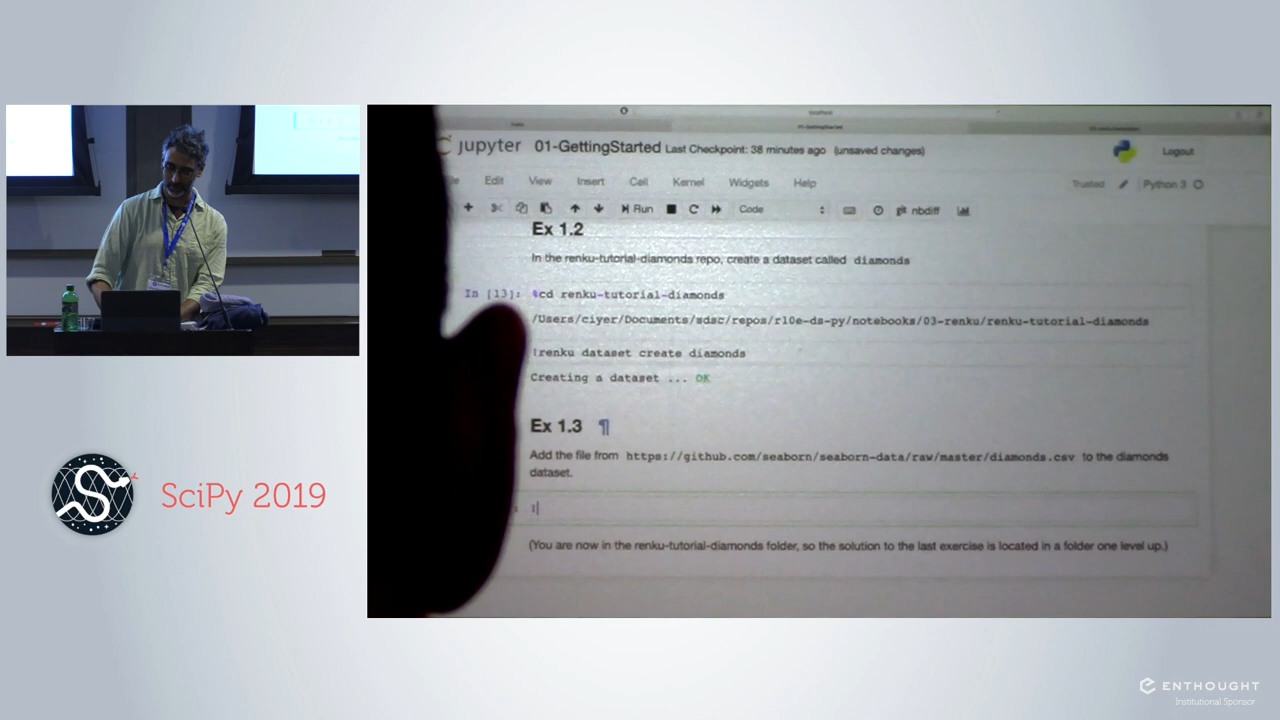 jupyter 01-GettingStarted Last Checkpoint: 38 minutes ago (unsaved changes)
Logout
Edit View Insert Cell Kernel Widgets Help
Trusted Python 3
Run Code nbdiff
Ex 1.2
In the renku-tutorial-diamonds repo, create a dataset called diamonds
In [13]: %cd renku-tutorial-diamonds
/Users/ciyer/Documents/sdsc/repos/r10e-ds-py/notebooks/03-renku/renku-tutorial-diamonds
!renku dataset create diamonds
Creating a dataset ... OK
Ex 1.3 ¶
Add the file from https://github.com/seaborn/seaborn-data/raw/master/diamonds.csv to the diamonds
dataset.
(You are now in the renku-tutorial-diamonds folder, so the solution to the last exercise is located in a folder one level up.)
SciPy 2019
ENTHOUGHT
Institutional Sponsor